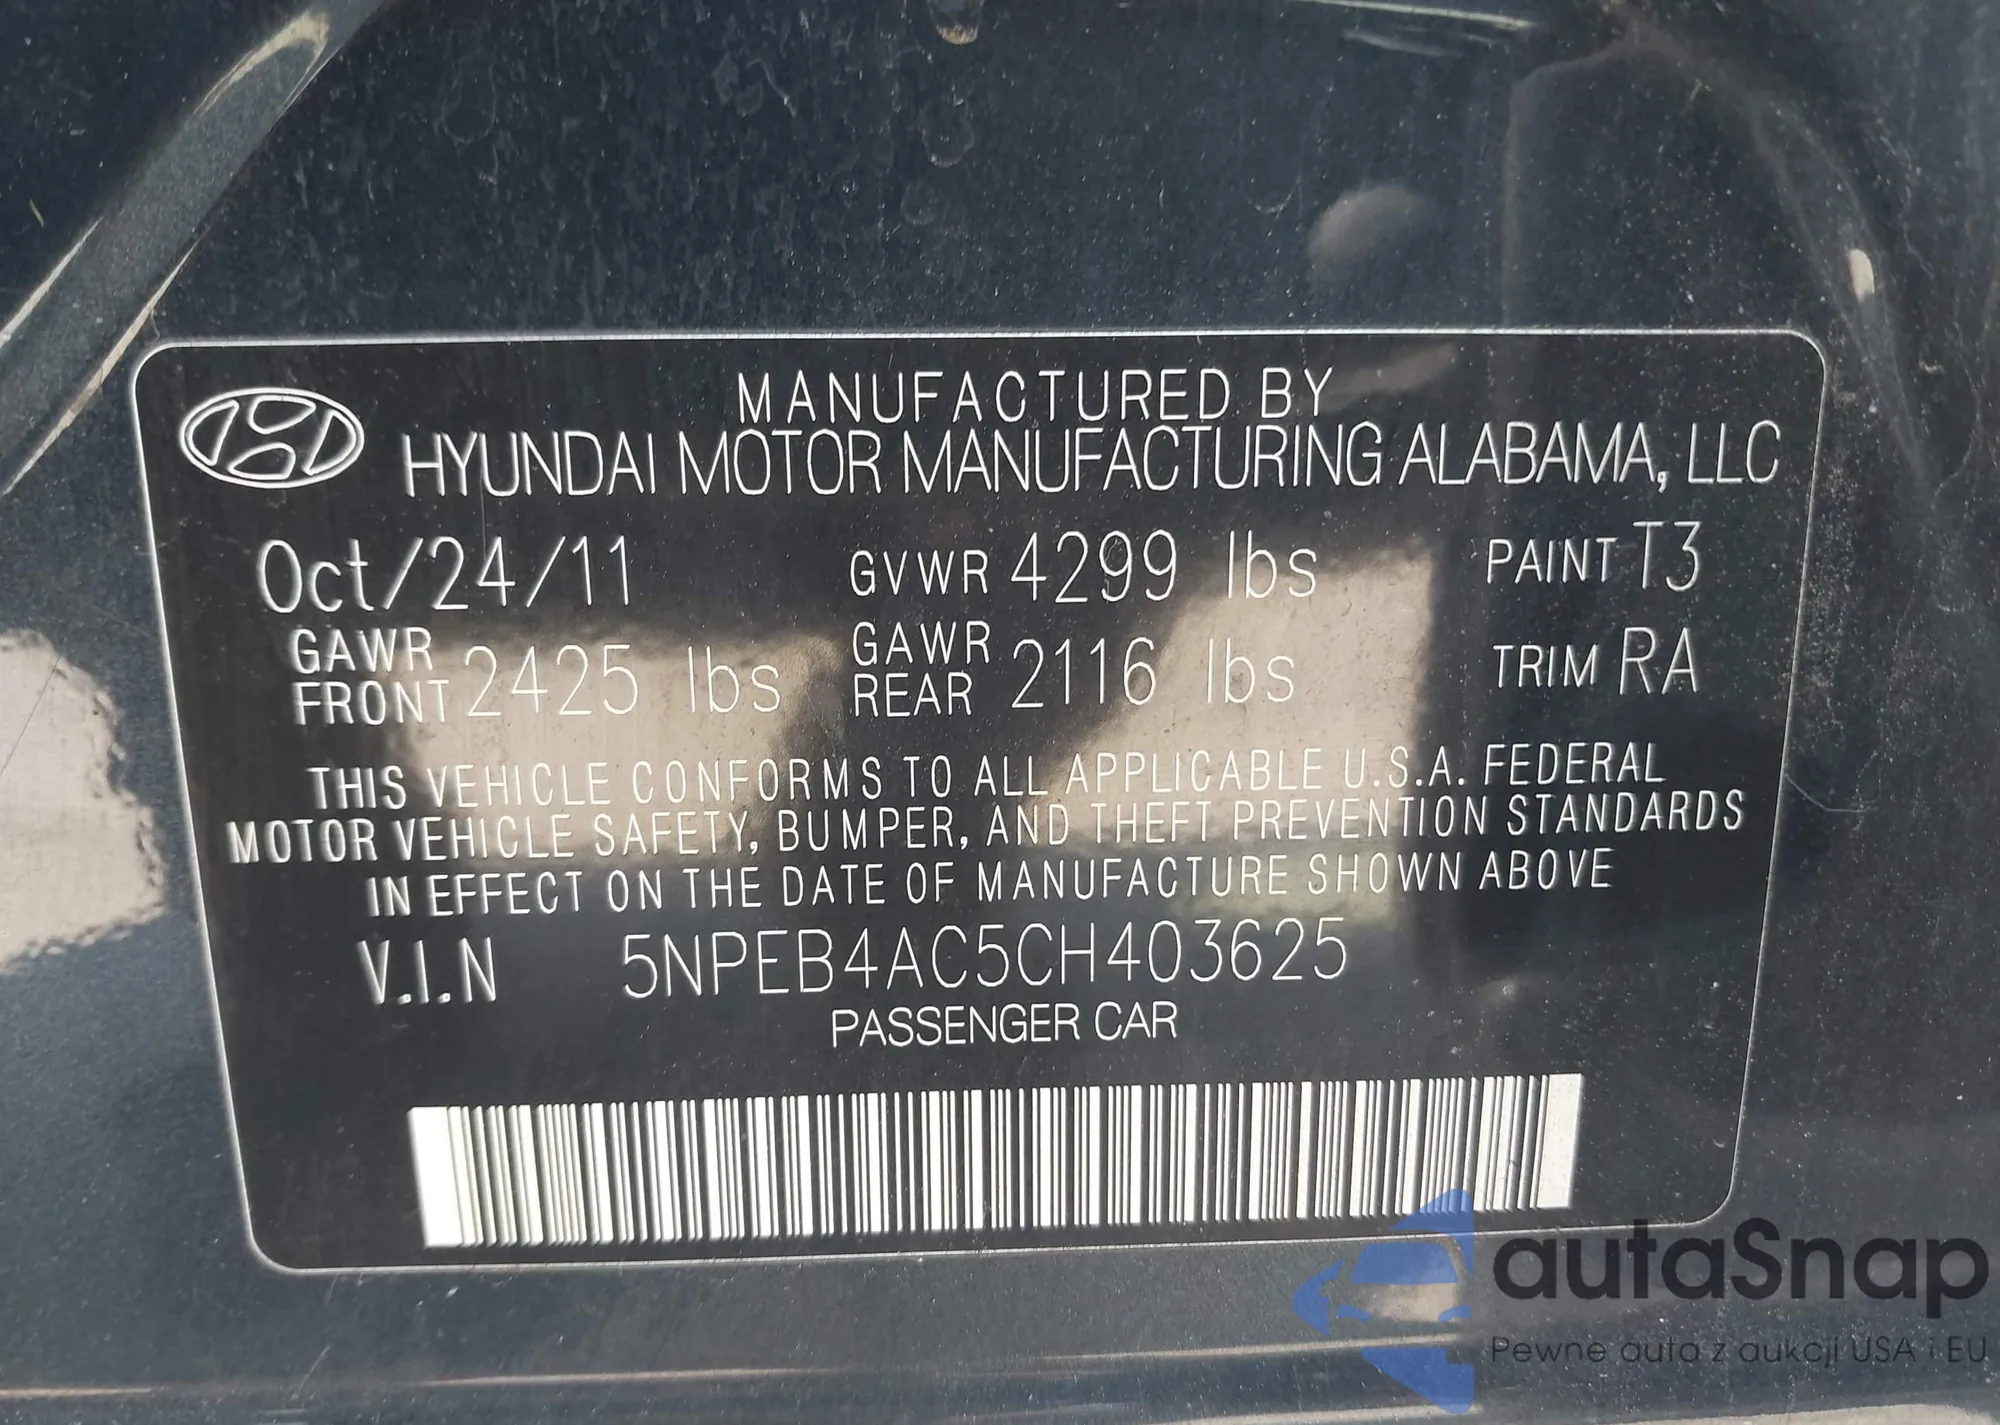 MANUFACTURED BY
HYUNDAI MOTOR MANUFACTURING ALABAMA, LLC
Oct/24/11 GVWR 4299 lbs PAINT T3
GAWR FRONT 2425 lbs GAWR REAR 2116 lbs TRIM RA
THIS VEHICLE CONFORMS TO ALL APPLICABLE U.S.A. FEDERAL
MOTOR VEHICLE SAFETY, BUMPER, AND THEFT PREVENTION STANDARDS
IN EFFECT ON THE DATE OF MANUFACTURE SHOWN ABOVE
V.I.N 5NPEB4AC5CH403625
PASSENGER CAR
autaSnap
Pewne auta z aukcji USA i EU